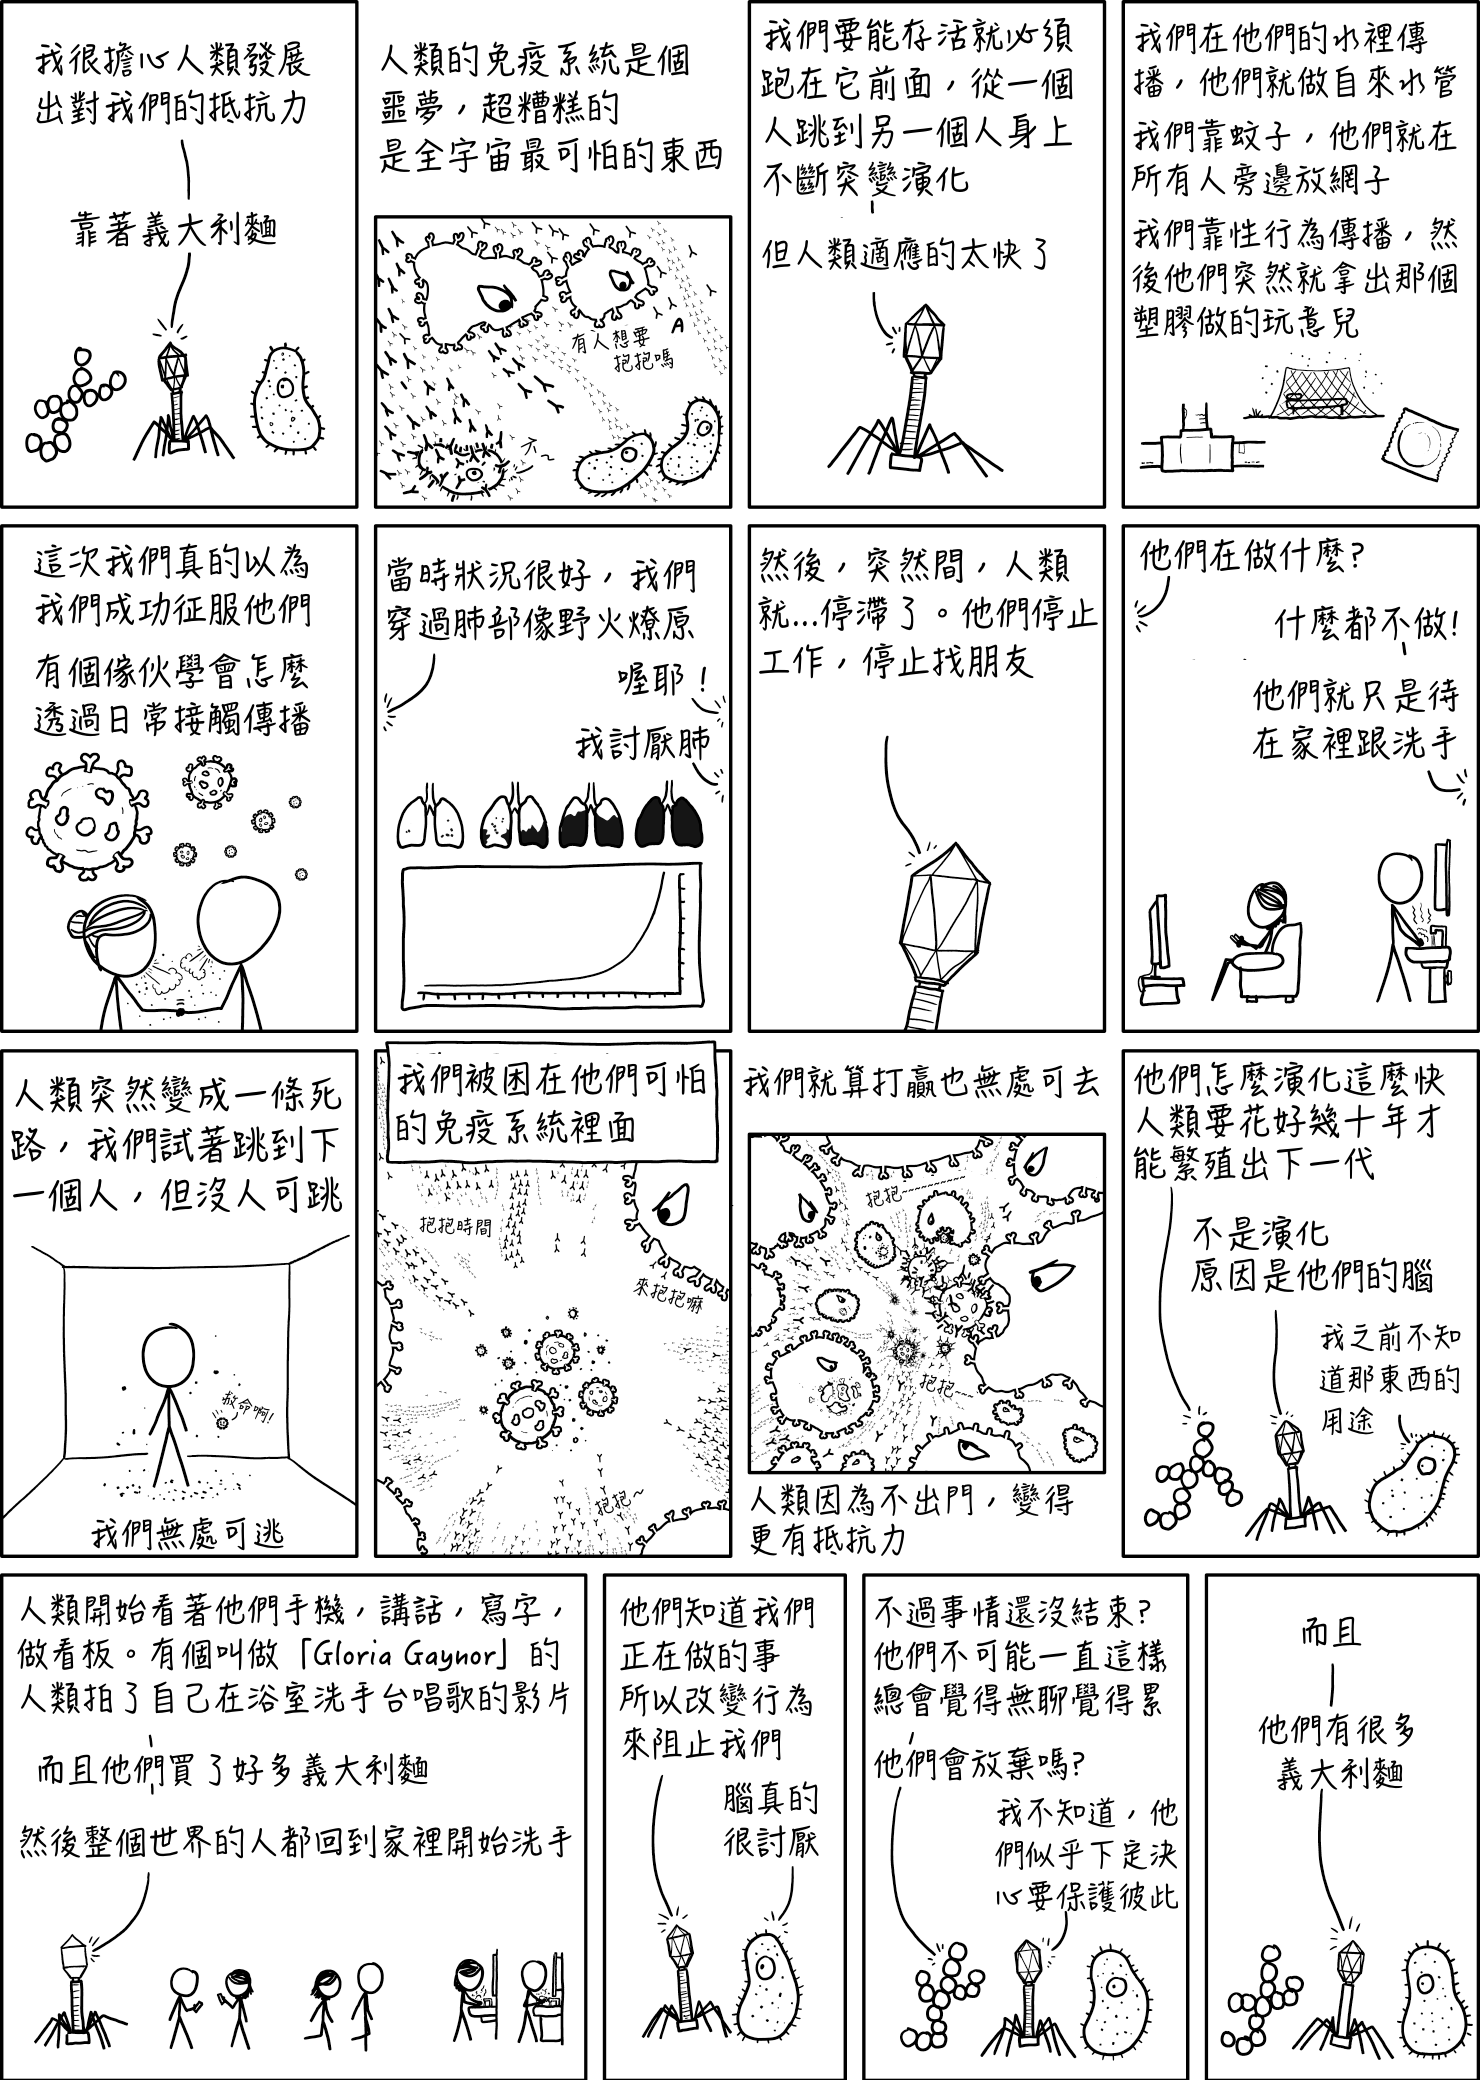 我很擔心人類發展
出對我們的抵抗力
靠著義大利麵
人類的免疫系統是個
噩夢，超糟糕的
是全宇宙最可怕的東西
有人想要
抱抱嗎
ㄞ~
我們要能存活就必須
跑在它前面，從一個
人跳到另一個人身上
不斷突變演化
但人類適應的太快了
我們在他們的水裡傳
播，他們就做自來水管
我們靠蚊子，他們就在
所有人旁邊放網子
我們靠性行為傳播，然
後他們突然就拿出那個
塑膠做的玩意兒
這次我們真的以為
我們成功征服他們
有個傢伙學會怎麼
透過日常接觸傳播
當時狀況很好，我們
穿過肺部像野火燎原
喔耶！
我討厭肺
然後，突然間，人類
就...停滯了。他們停止
工作，停止找朋友
他們在做什麼?
什麼都不做!
他們就只是待
在家裡跟洗手
人類突然變成一條死
路，我們試著跳到下
一個人，但沒人可跳
救命啊!
我們無處可逃
我們被困在他們可怕
的免疫系統裡面
抱抱時間
來抱抱嘛
抱抱~
我們就算打贏也無處可去
抱抱~
抱抱~
人類因為不出門，變得
更有抵抗力
他們怎麼演化這麼快
人類要花好幾十年才
能繁殖出下一代
不是演化
原因是他們的腦
我之前不知
道那東西的
用途
人類開始看著他們手機，講話，寫字，
做看板。有個叫做「Gloria Gaynor」的
人類拍了自己在浴室洗手台唱歌的影片
而且他們買了好多義大利麵
然後整個世界的人都回到家裡開始洗手
他們知道我們
正在做的事
所以改變行為
來阻止我們
腦真的
很討厭
不過事情還沒結束?
他們不可能一直這樣
總會覺得無聊覺得累
他們會放棄嗎?
我不知道，他
們似乎下定決
心要保護彼此
而且
他們有很多
義大利麵